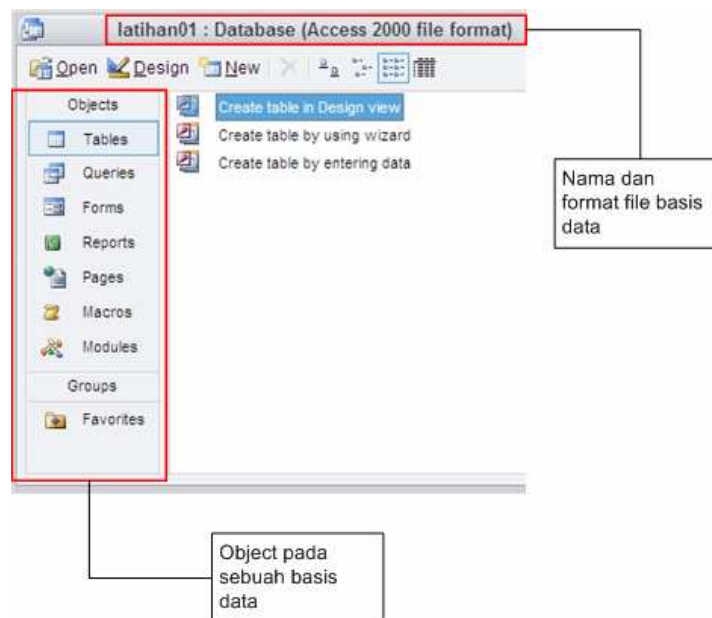 latihan01 : Database (Access 2000 file format)
Open Design New
Objects
Tables
Queries
Forms
Reports
Pages
Macros
Modules
Groups
Favorites
Create table in Design view
Create table by using wizard
Create table by entering data
Nama dan
format file basis
data
Object pada
sebuah basis
data